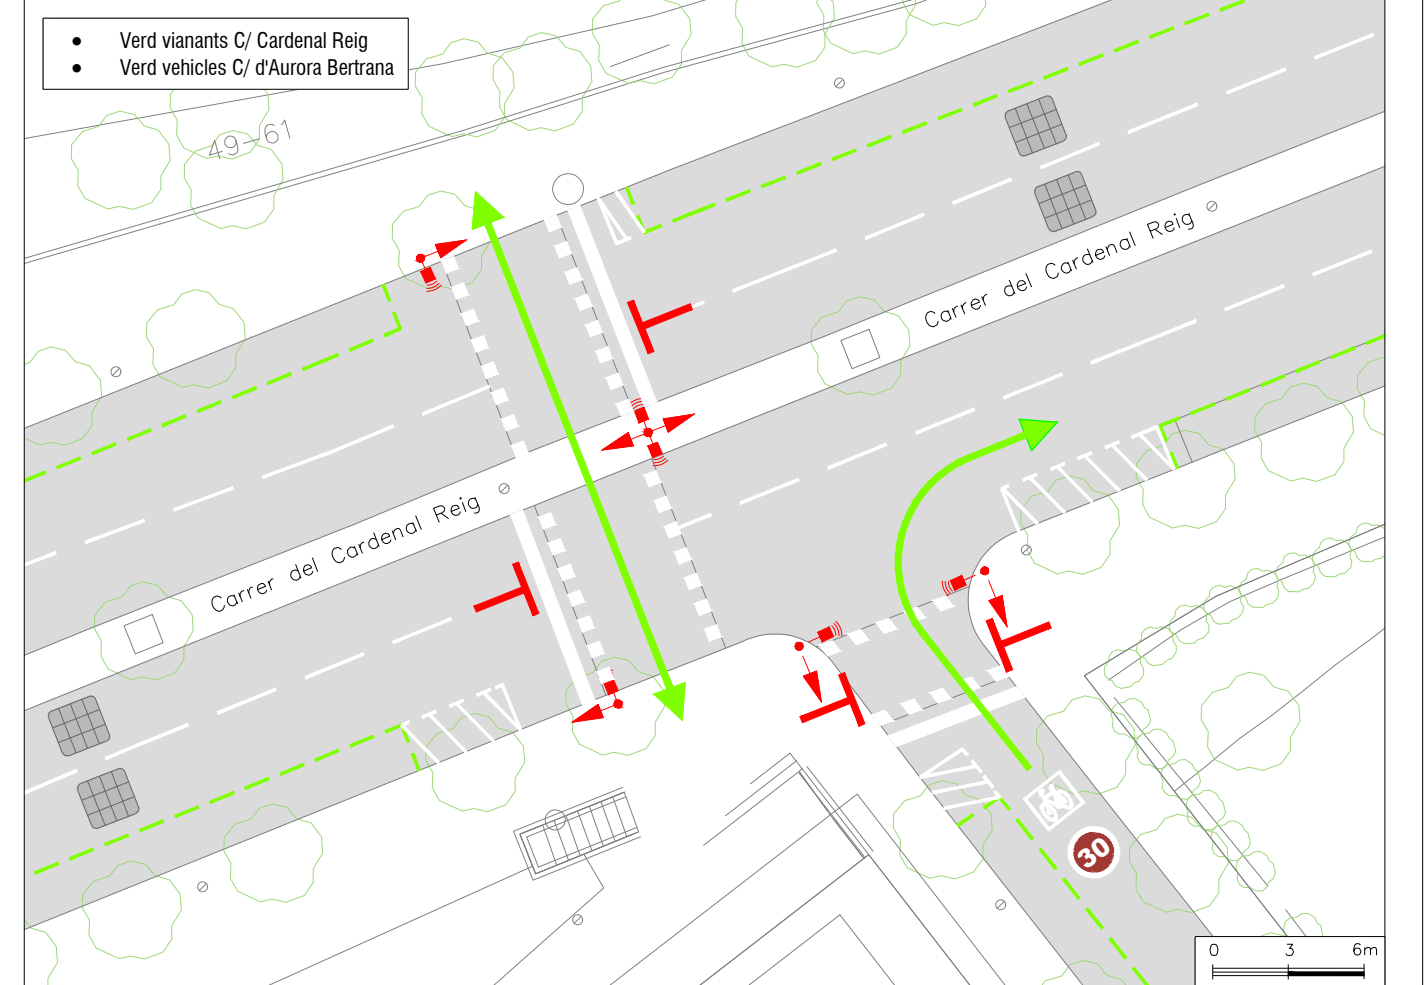 Verd vianants C/ Cardenal Reig
Verd vehicles C/ d'Aurora Bertrana
49-61
Carrer del Cardenal Reig
Carrer del Cardenal Reig
30
0 3 6m